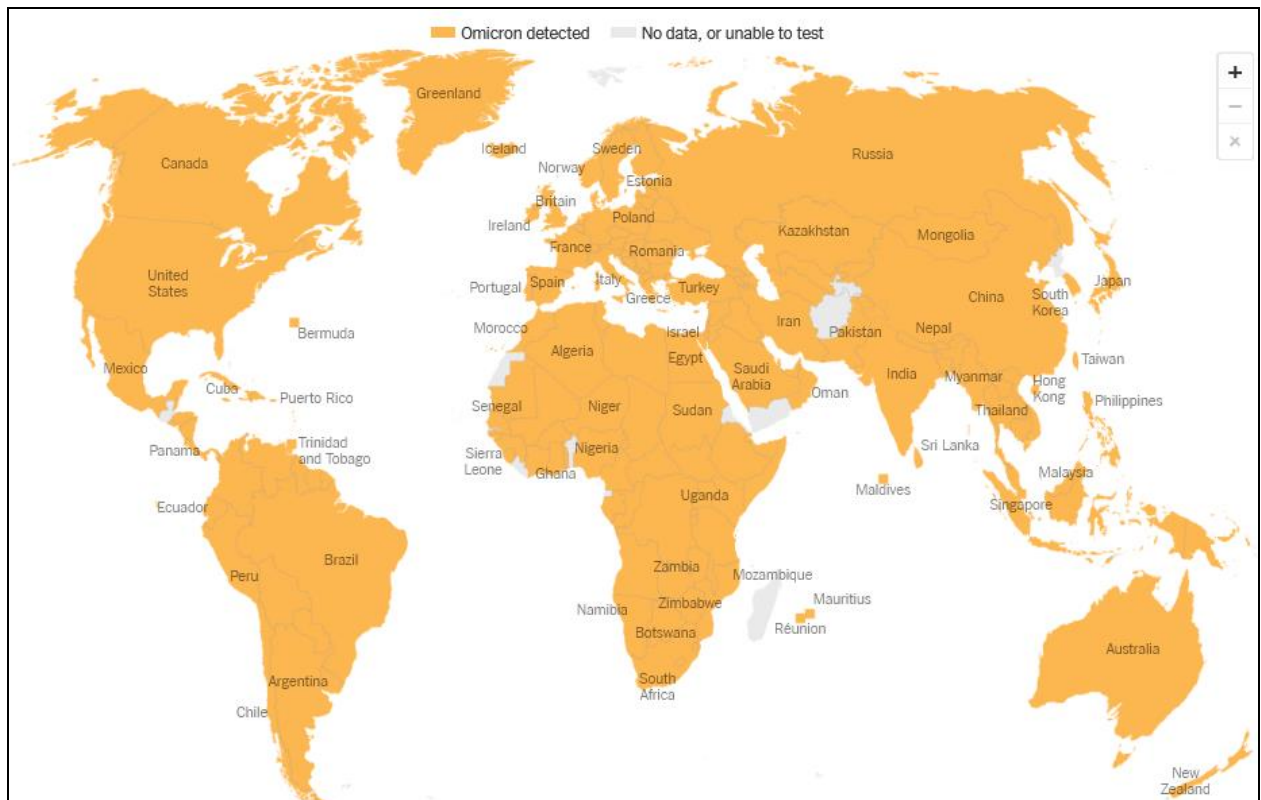 Omicron detected No data, or unable to test
+
−
×
Greenland
Iceland
Sweden
Norway
Russia
Canada
Estonia
Britain
Ireland
Poland
Kazakhstan
Mongolia
France
Romania
United
States
Portugal
Spain
Italy
Turkey
Greece
China
South
Korea
Japan
Bermuda
Morocco
Israel
Iran
Pakistan
Nepal
Algeria
Egypt
Taiwan
Mexico
Saudi
Arabia
India
Myanmar
Hong
Kong
Cuba
Puerto Rico
Oman
Philippines
Senegal
Niger
Sudan
Thailand
Panama
Trinidad
and Tobago
Sierra
Leone
Nigeria
Ghana
Sri Lanka
Malaysia
Maldives
Singapore
Ecuador
Uganda
Brazil
Peru
Zambia
Mozambique
Namibia
Zimbabwe
Mauritius
Réunion
Botswana
Australia
South
Africa
Argentina
Chile
New
Zealand